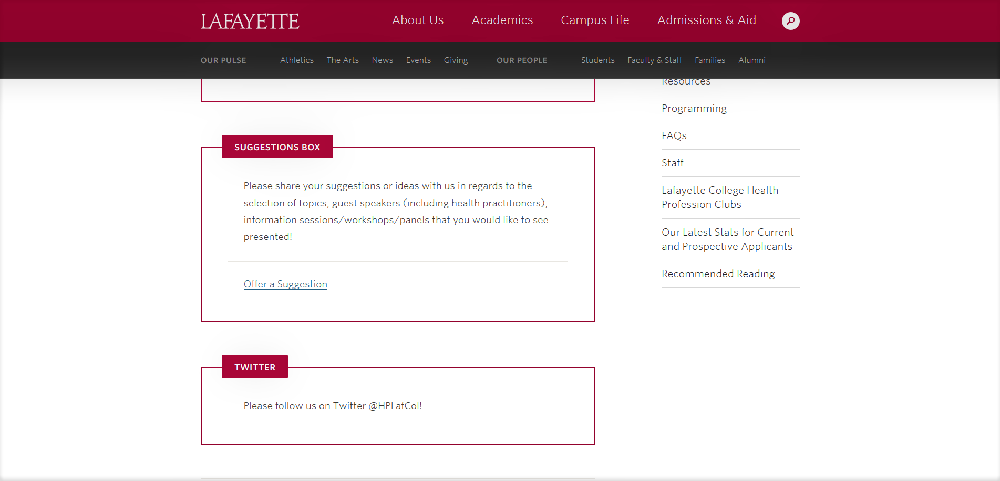 LAFAYETTE
About Us Academics Campus Life Admissions & Aid
OUR PULSE Athletics The Arts News Events Giving OUR PEOPLE Students Faculty & Staff Families Alumni
SUGGESTIONS BOX
Please share your suggestions or ideas with us in regards to the
selection of topics, guest speakers (including health practitioners),
information sessions/workshops/panels that you would like to see
presented!
Offer a Suggestion
TWITTER
Please follow us on Twitter @HPLafCol!
Resources
Programming
FAQs
Staff
Lafayette College Health
Profession Clubs
Our Latest Stats for Current
and Prospective Applicants
Recommended Reading